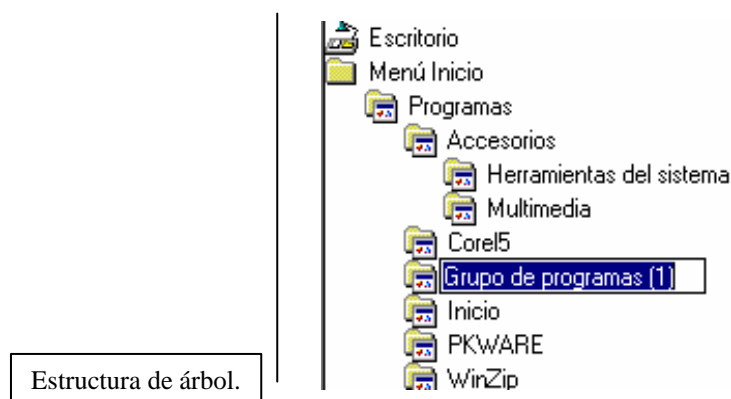 Escritorio
Menú Inicio
Programas
Accesorios
Herramientas del sistema
Multimedia
Corel5
Grupo de programas (1)
Inicio
PKWARE
WinZip
Estructura de árbol.